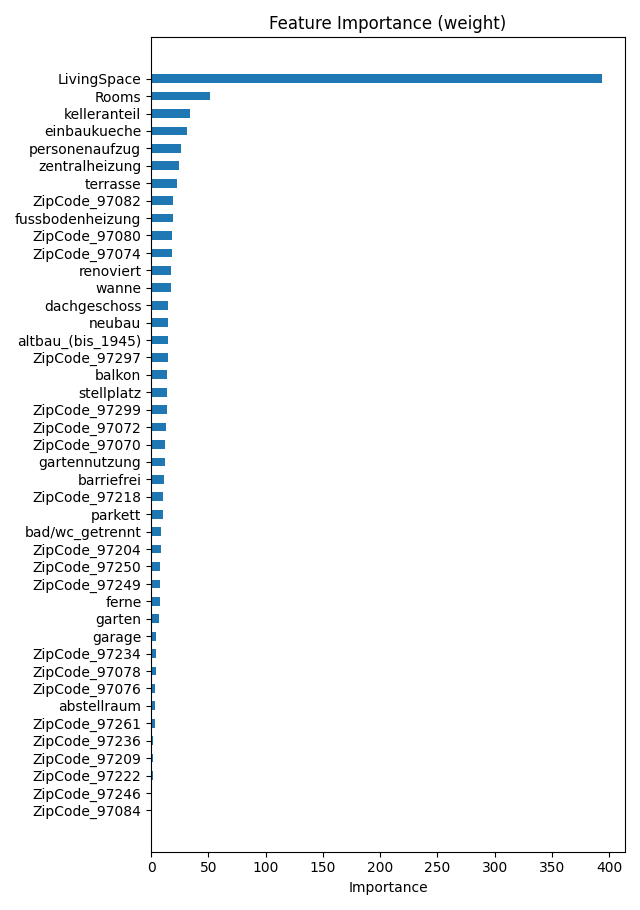 Feature Importance (weight)
LivingSpace
Rooms
kelleranteil
einbaukueche
personenaufzug
zentralheizung
terrasse
ZipCode_97082
fussbodenheizung
ZipCode_97080
ZipCode_97074
renoviert
wanne
dachgeschoss
neubau
altbau_(bis_1945)
ZipCode_97297
balkon
stellplatz
ZipCode_97299
ZipCode_97072
ZipCode_97070
gartennutzung
barriefrei
ZipCode_97218
parkett
bad/wc_getrennt
ZipCode_97204
ZipCode_97250
ZipCode_97249
ferne
garten
garage
ZipCode_97234
ZipCode_97078
ZipCode_97076
abstellraum
ZipCode_97261
ZipCode_97236
ZipCode_97209
ZipCode_97222
ZipCode_97246
ZipCode_97084
0 50 100 150 200 250 300 350 400
Importance